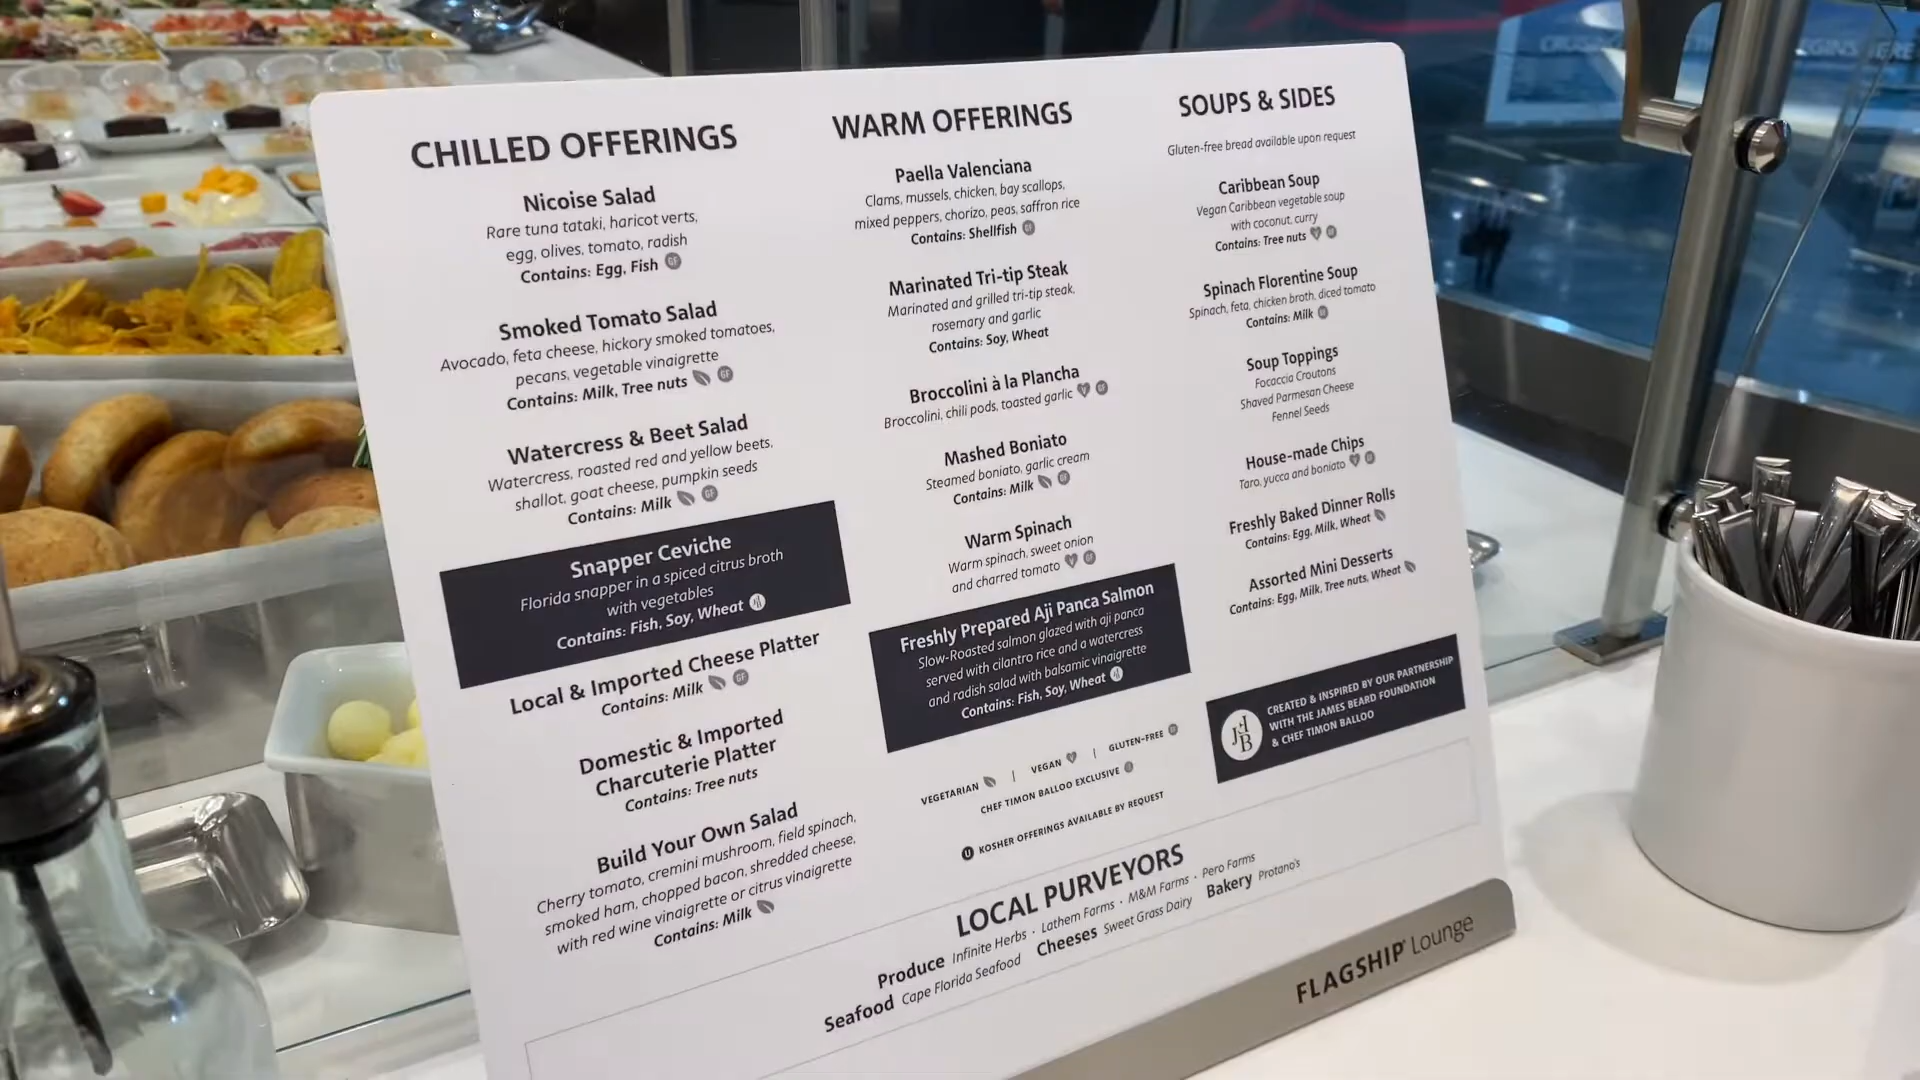 CHILLED OFFERINGS
Nicoise Salad
Rare tuna tataki, haricot verts,
egg, olives, tomato, radish
Contains: Egg, Fish GF
Smoked Tomato Salad
Avocado, feta cheese, hickory smoked tomatoes,
pecans, vegetable vinaigrette
Contains: Milk, Tree nuts GF
Watercress & Beet Salad
Watercress, roasted red and yellow beets,
shallot, goat cheese, pumpkin seeds
Contains: Milk GF
Snapper Ceviche
Florida snapper in a spiced citrus broth
with vegetables
Contains: Fish, Soy, Wheat
Local & Imported Cheese Platter
Contains: Milk GF
Domestic & Imported
Charcuterie Platter
Contains: Tree nuts
Build Your Own Salad
Cherry tomato, cremini mushroom, field spinach,
smoked ham, chopped bacon, shredded cheese,
with red wine vinaigrette or citrus vinaigrette
Contains: Milk
WARM OFFERINGS
Paella Valenciana
Clams, mussels, chicken, bay scallops,
mixed peppers, chorizo, peas, saffron rice
Contains: Shellfish GF
Marinated Tri-tip Steak
Marinated and grilled tri-tip steak,
rosemary and garlic
Contains: Soy, Wheat
Broccolini à la Plancha
Broccolini, chili pods, toasted garlic V GF
Mashed Boniato
Steamed boniato, garlic cream
Contains: Milk GF
Warm Spinach
Warm spinach, sweet onion
and charred tomato V GF
Freshly Prepared Aji Panca Salmon
Slow-Roasted salmon glazed with aji panca
served with cilantro rice and a watercress
and radish salad with balsamic vinaigrette
Contains: Fish, Soy, Wheat
VEGETARIAN | VEGAN | GLUTEN-FREE
CHEF TIMON BALLOO EXCLUSIVE
U KOSHER OFFERINGS AVAILABLE BY REQUEST
SOUPS & SIDES
Gluten-free bread available upon request
Caribbean Soup
Vegan Caribbean vegetable soup
with coconut, curry
Contains: Tree nuts V GF
Spinach Florentine Soup
Spinach, feta, chicken broth, diced tomato
Contains: Milk GF
Soup Toppings
Focaccia Croutons
Shaved Parmesan Cheese
Fennel Seeds
House-made Chips
Taro, yucca and boniato V GF
Freshly Baked Dinner Rolls
Contains: Egg, Milk, Wheat
Assorted Mini Desserts
Contains: Egg, Milk, Tree nuts, Wheat
JBF
CREATED & INSPIRED BY OUR PARTNERSHIP
WITH THE JAMES BEARD FOUNDATION
& CHEF TIMON BALLOO
LOCAL PURVEYORS
Produce Infinite Herbs · Lathem Farms · M&M Farms · Pero Farms
Seafood Cape Florida Seafood Cheeses Sweet Grass Dairy Bakery Protano's
FLAGSHIP Lounge